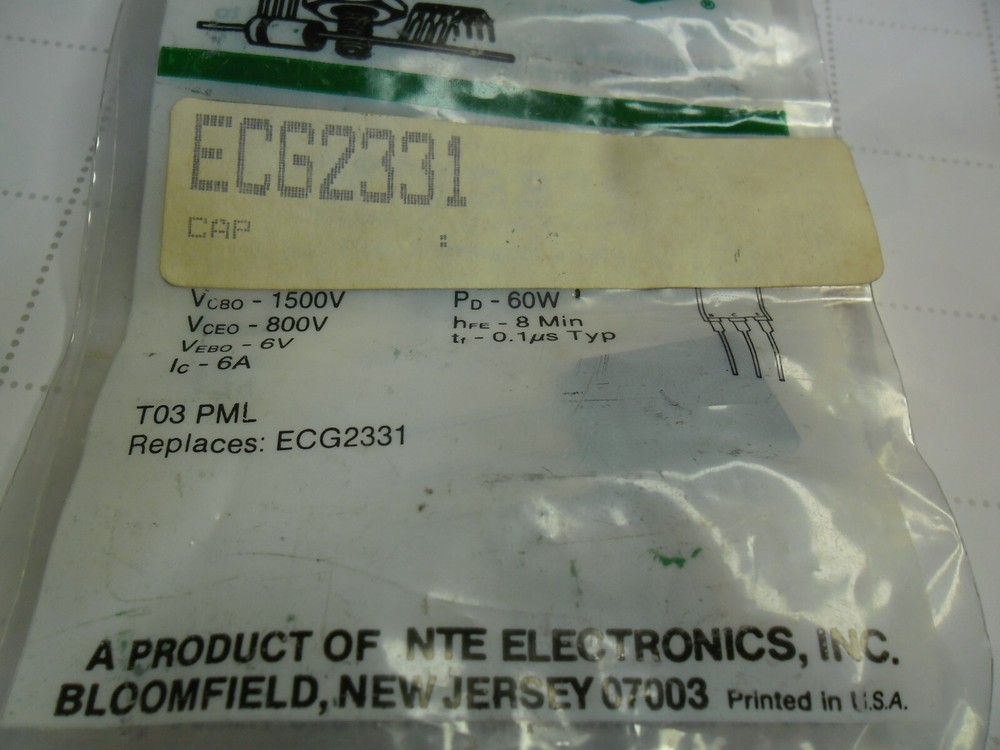 ®
ECG2331
CAP
:
VCBO - 1500V
VCEO - 800V
VEBO - 6V
IC - 6A
PD - 60W
hFE - 8 Min
tf - 0.1µs Typ
T03 PML
Replaces: ECG2331
A PRODUCT OF NTE ELECTRONICS, INC.
BLOOMFIELD, NEW JERSEY 07003 Printed in U.S.A.